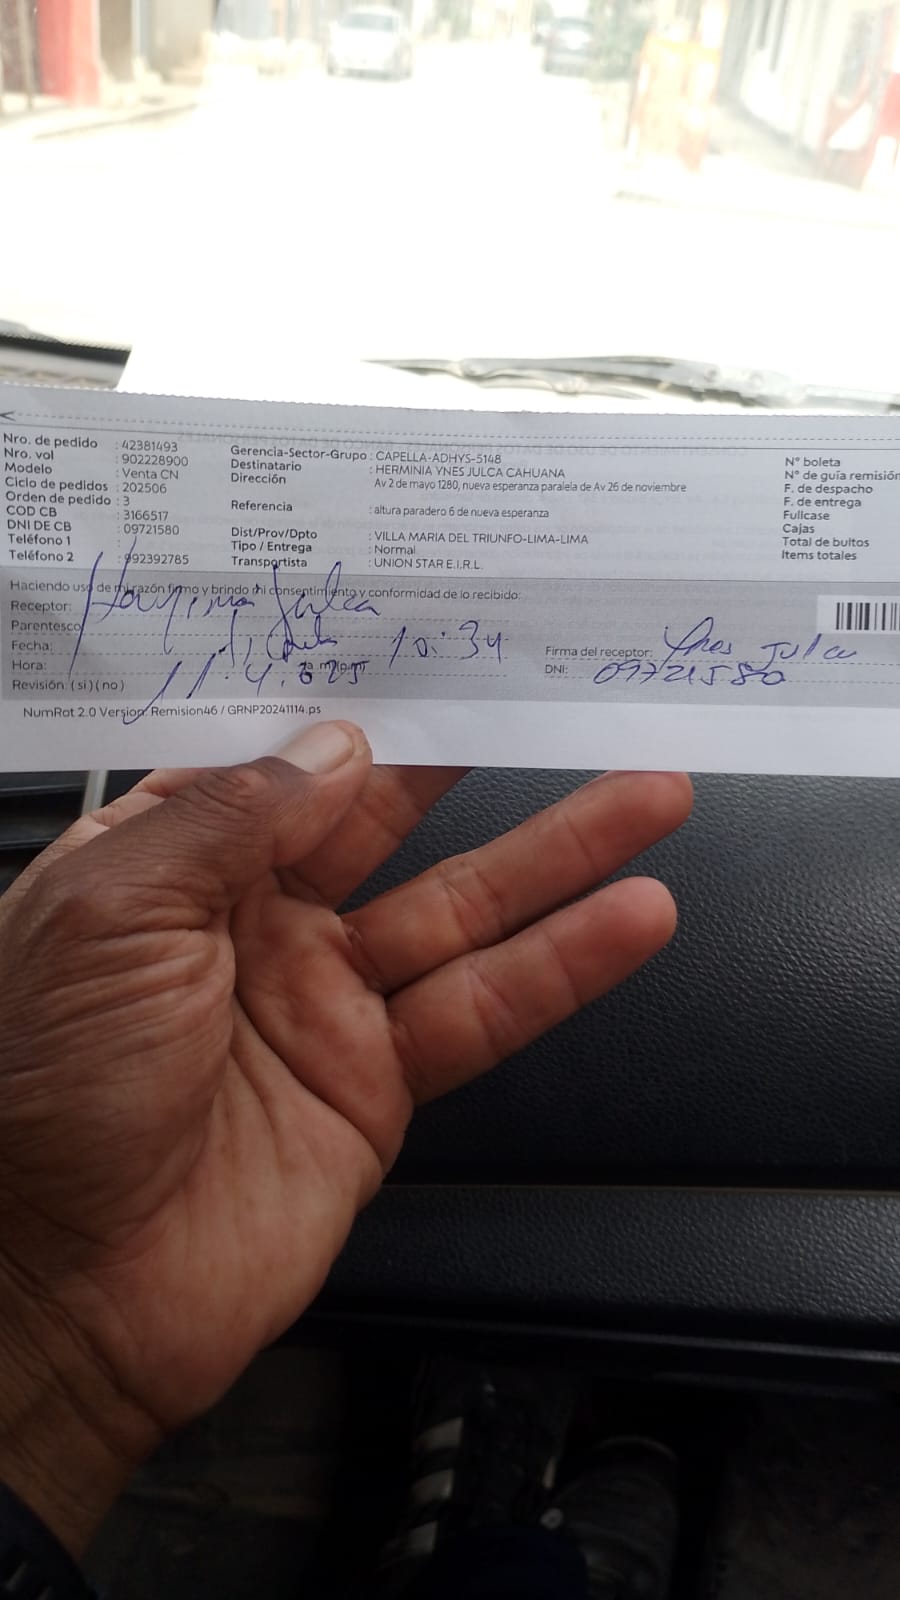 Nro. de pedido : 42381493
Nro. vol : 902228900
Modelo : Venta CN
Ciclo de pedidos : 202506
Orden de pedido : 3
COD CB : 3166517
DNI DE CB : 09721580
Teléfono 1 :
Teléfono 2 : 992392785
Gerencia-Sector-Grupo : CAPELLA-ADHYS-5148
Destinatario : HERMINIA YNES JULCA CAHUANA
Dirección Av 2 de mayo 1280, nueva esperanza paralela de Av 26 de noviembre
Referencia : altura paradero 6 de nueva esperanza
Dist/Prov/Dpto : VILLA MARIA DEL TRIUNFO-LIMA-LIMA
Tipo / Entrega : Normal
Transportista : UNION STAR E.I.R.L.
N° boleta
N° de guía remisión
F. de despacho
F. de entrega
Fullcase
Cajas
Total de bultos
Items totales
Haciendo uso de mi razón firmo y brindo mi consentimiento y conformidad de lo recibido:
Receptor: Julca
Parentesco
Fecha: 10:34
Hora: 11.4.
Revisión: (si) (no)
Firma del receptor: Ynes Julca
DNI: 09721580
NumRot 2.0 Version: Remision46 / GRNP20241114.ps